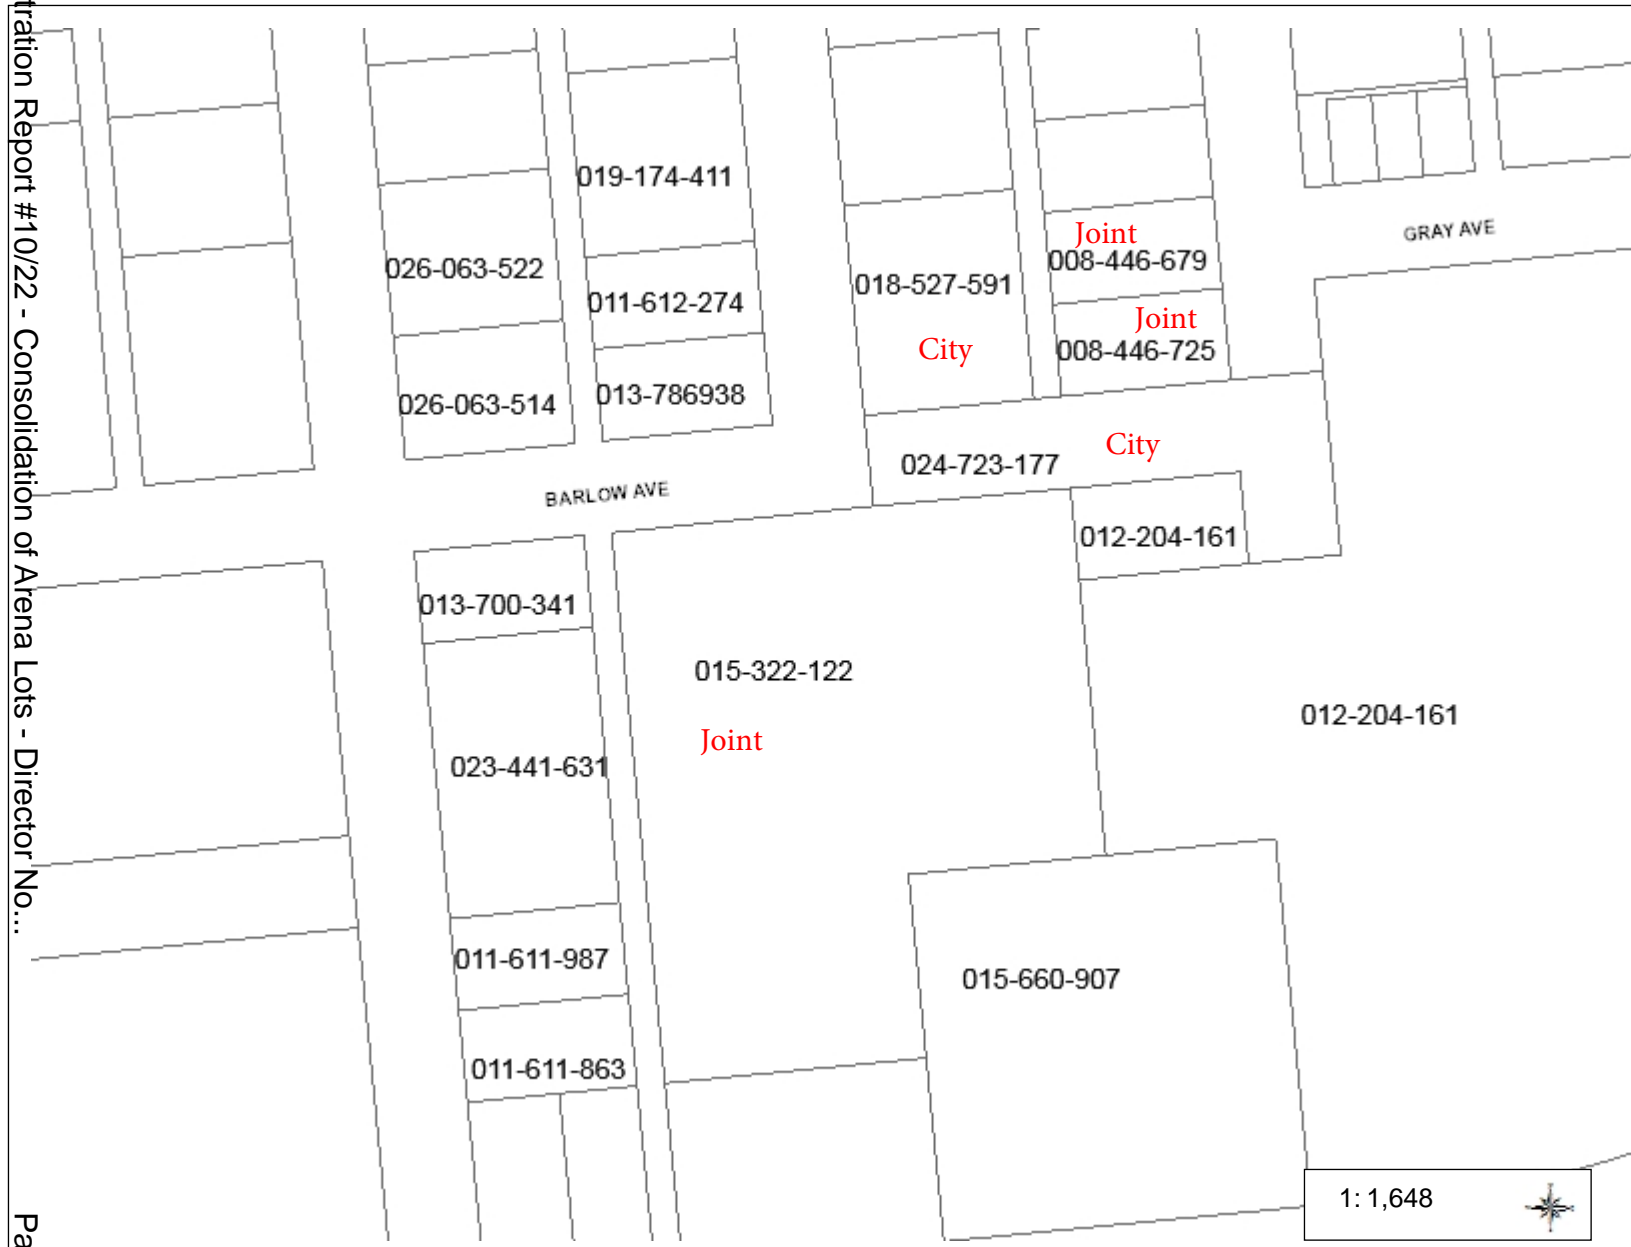 tration Report #10/22 - Consolidation of Arena Lots - Director No...
Pa
019-174-411
026-063-522
011-612-274
026-063-514
013-786938
018-527-591
City
Joint
008-446-679
Joint
008-446-725
GRAY AVE
City
024-723-177
BARLOW AVE
012-204-161
013-700-341
015-322-122
Joint
012-204-161
023-441-631
011-611-987
015-660-907
011-611-863
1: 1,648